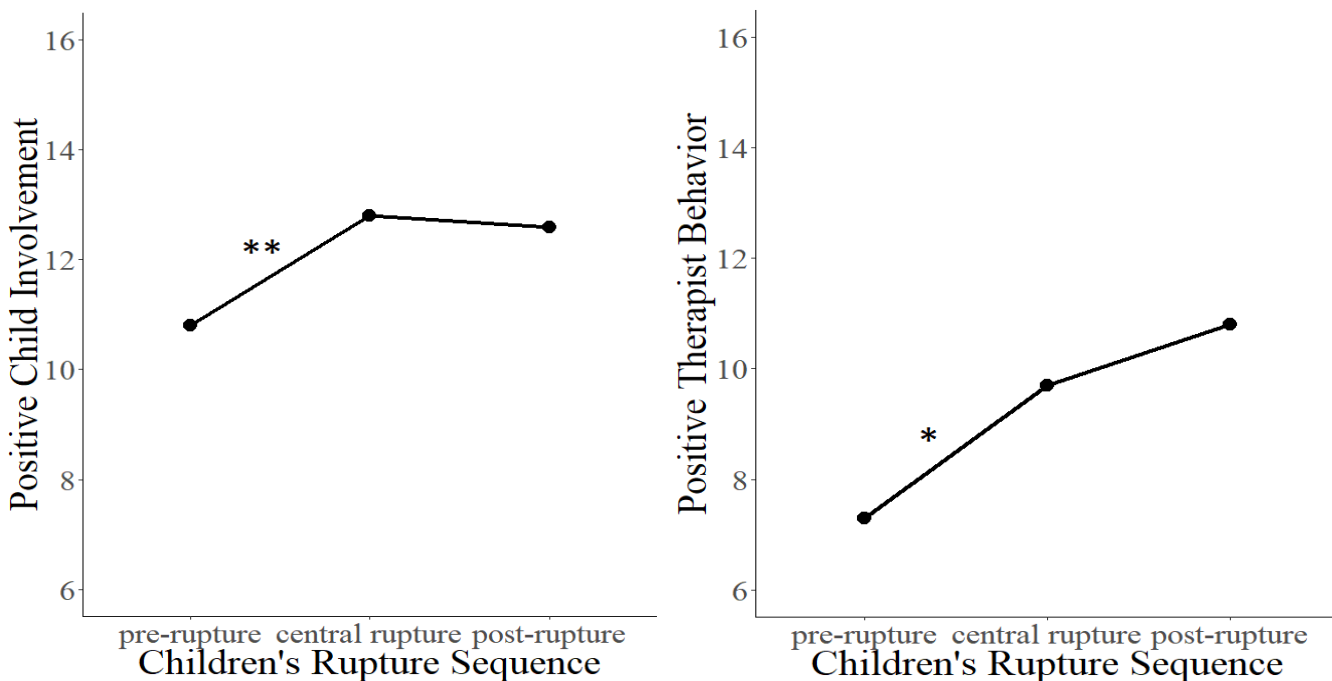 Positive Child Involvement
16
14
12
10
8
6
**
pre-rupture central rupture post-rupture
Children's Rupture Sequence
Positive Therapist Behavior
16
14
12
10
8
6
*
pre-rupture central rupture post-rupture
Children's Rupture Sequence